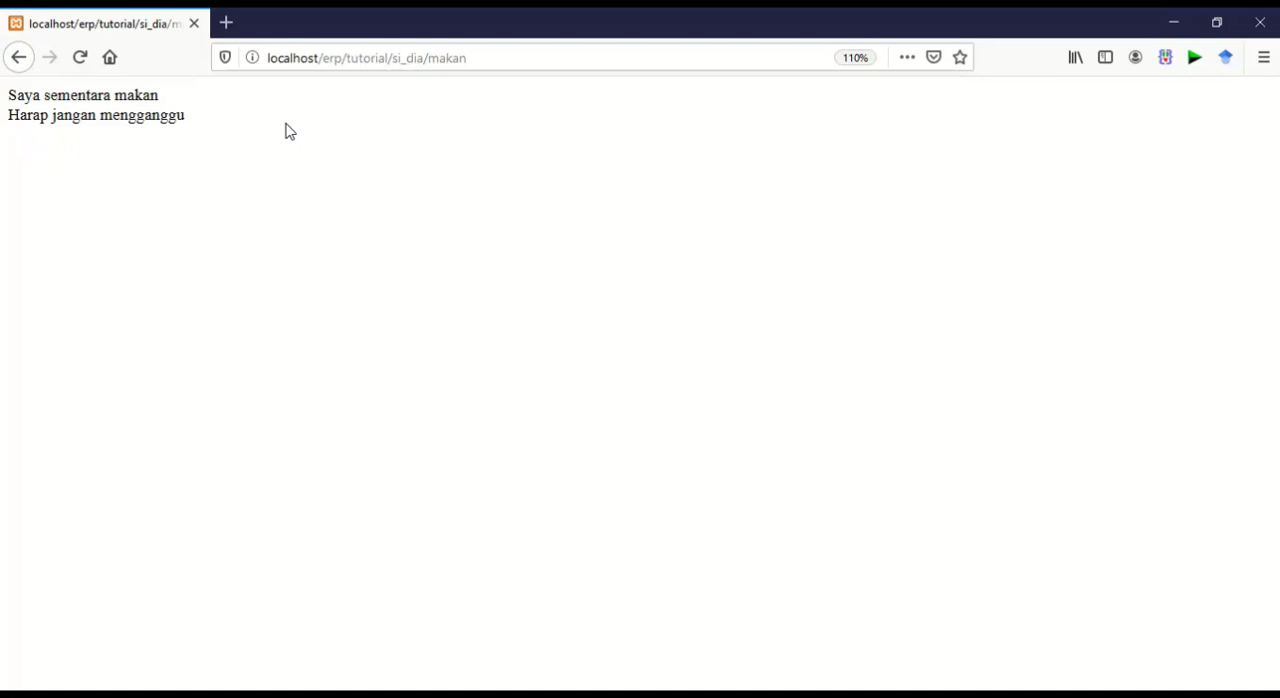 localhost/erp/tutorial/si_dia/m
localhost/erp/tutorial/si_dia/makan
110%
Saya sementara makan
Harap jangan mengganggu